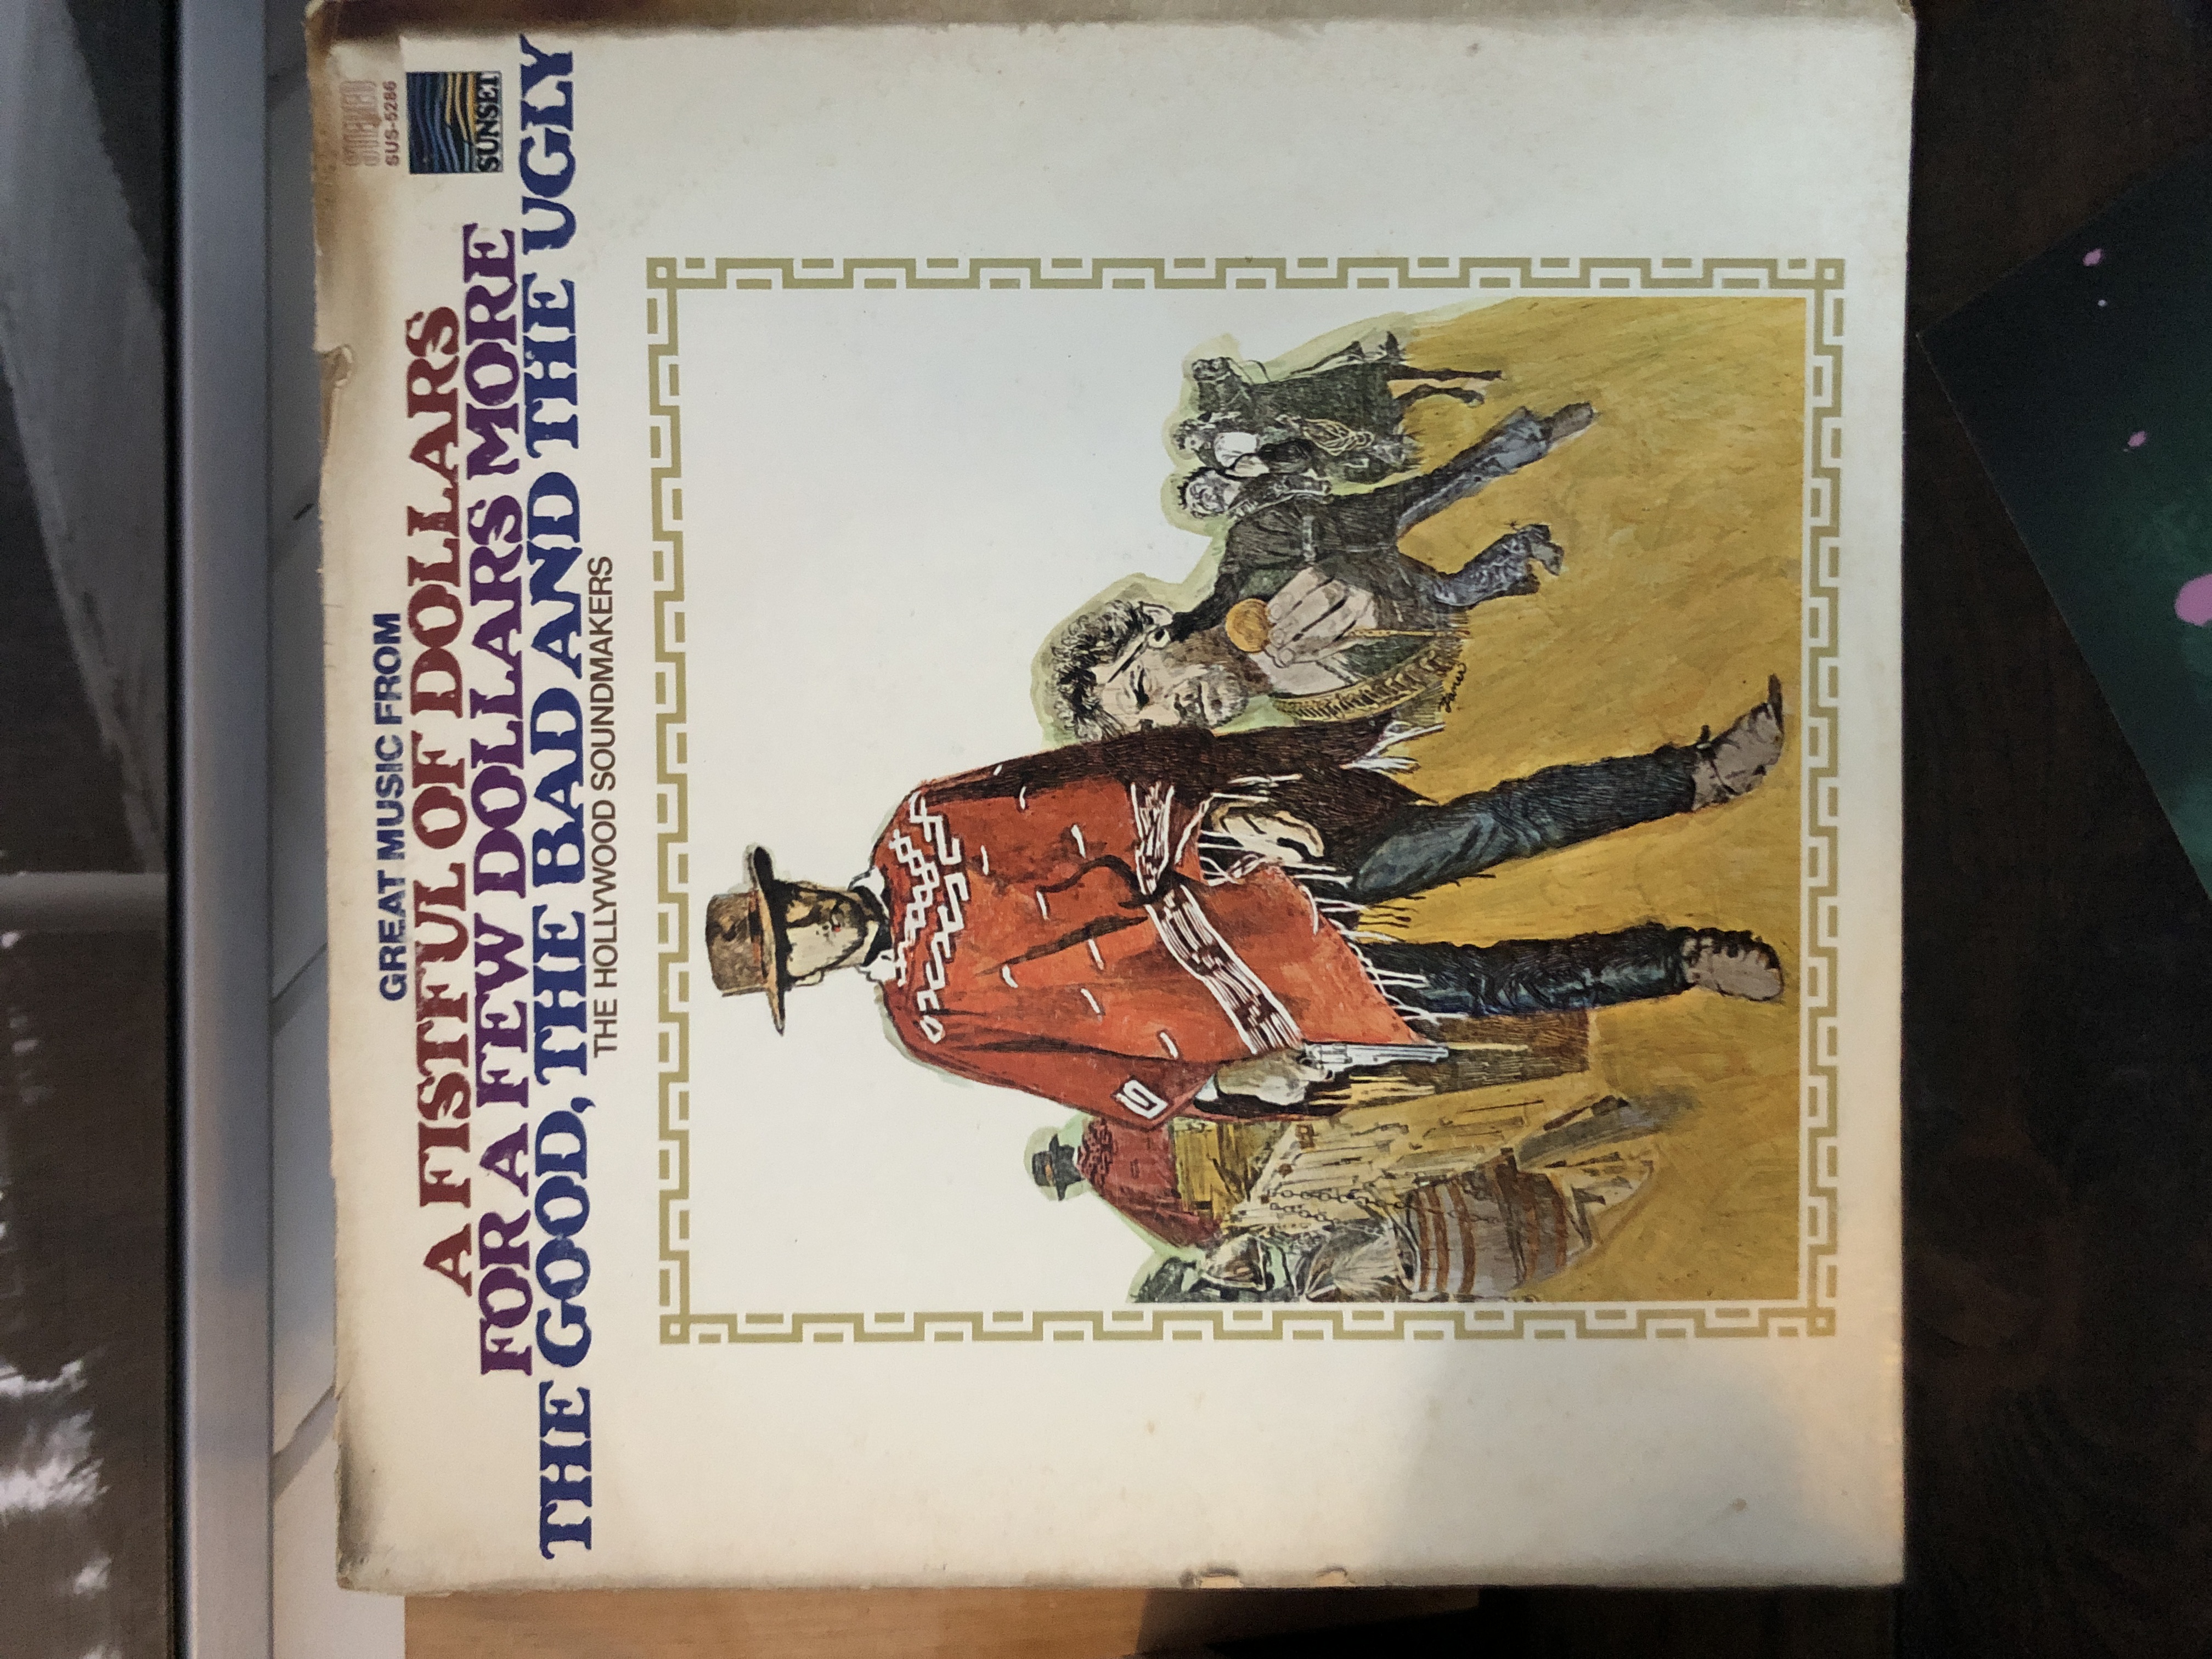 STEREO
SUS-5286
SUNSET
GREAT MUSIC FROM
A FISTFUL OF DOLLARS
FOR A FEW DOLLARS MORE
THE GOOD, THE BAD AND THE UGLY
THE HOLLYWOOD SOUNDMAKERS